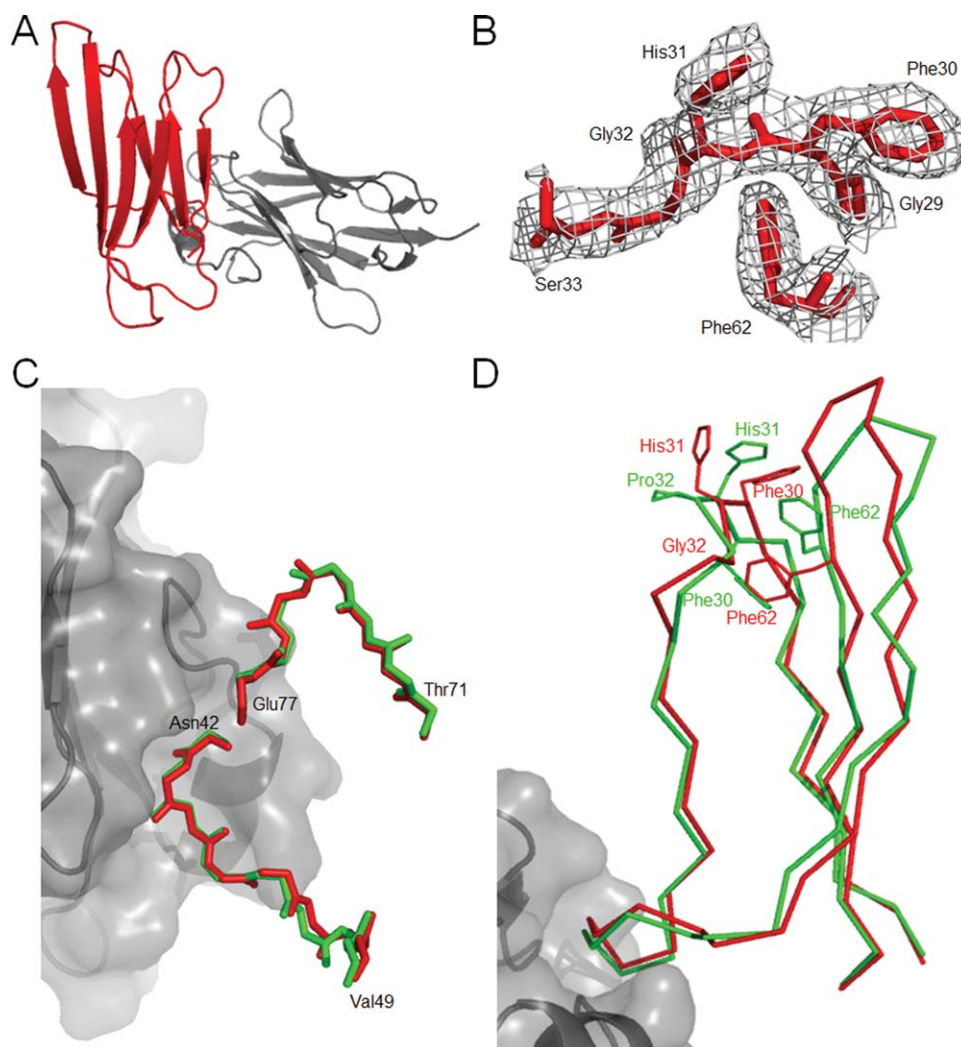 A
B
His31
Phe30
Gly32
Gly29
Ser33
Phe62
C
D
His31
His31
Pro32
Phe30
Phe62
Gly32
Phe30
Phe62
Thr71
Glu77
Asn42
Val49